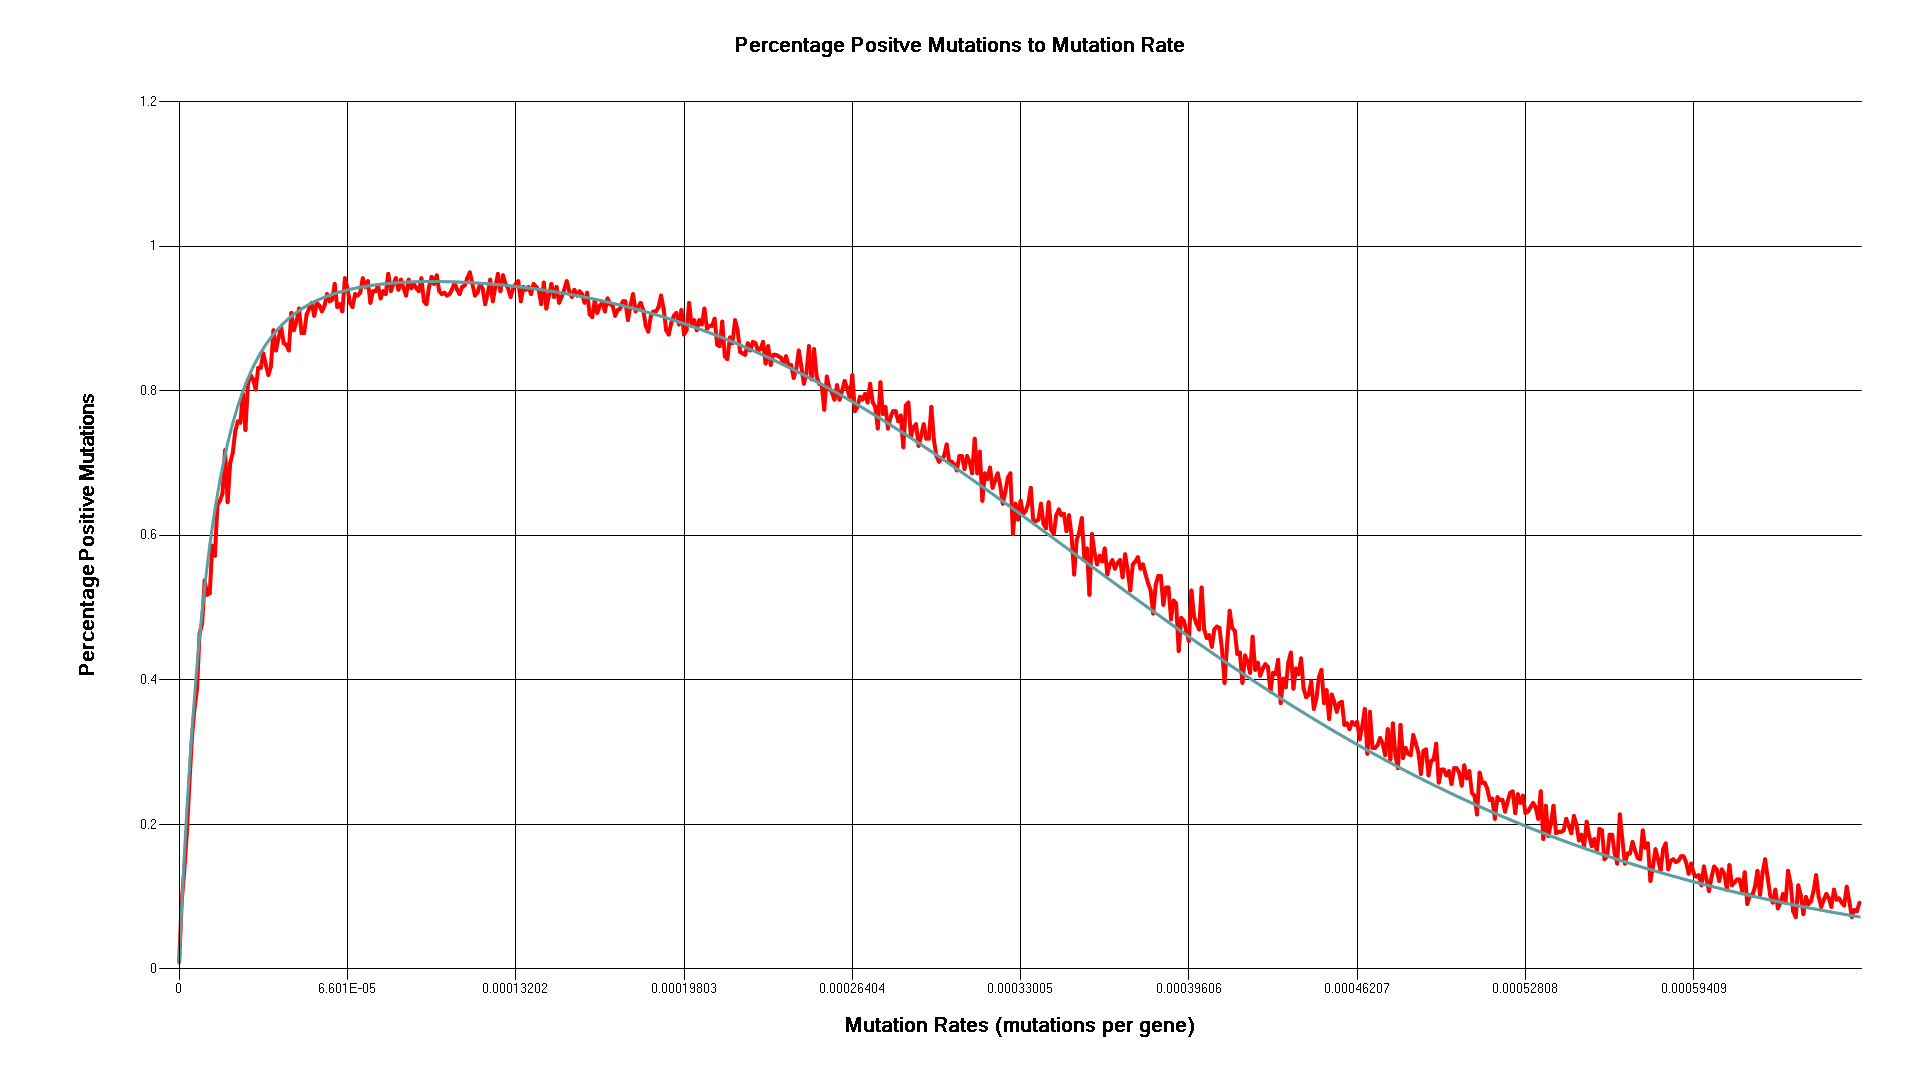 Percentage Positve Mutations to Mutation Rate
1.2
1
0.8
0.6
0.4
0.2
0
Percentage Positive Mutations
0 6.601E-05 0.00013202 0.00019803 0.00026404 0.00033005 0.00039606 0.00046207 0.00052808 0.00059409
Mutation Rates (mutations per gene)